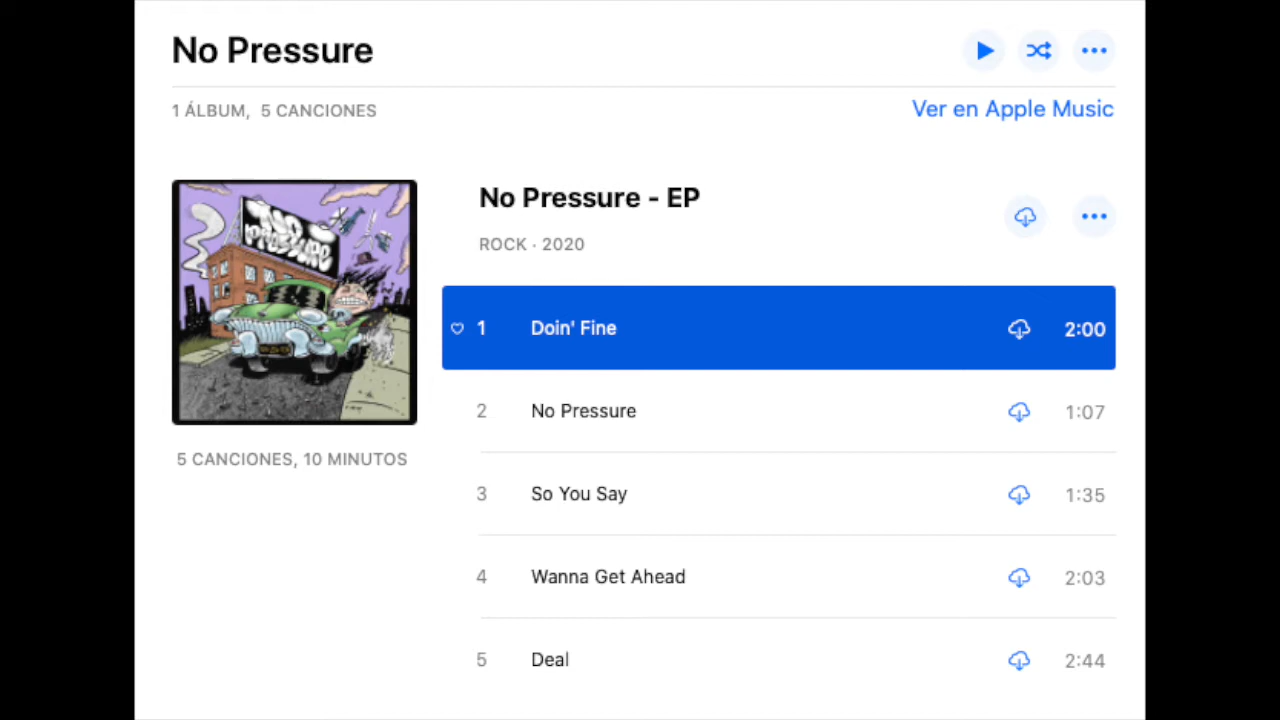 No Pressure
1 ÁLBUM, 5 CANCIONES
Ver en Apple Music
NO PRESSURE
5 CANCIONES, 10 MINUTOS
No Pressure - EP
ROCK · 2020
1 Doin' Fine 2:00
2 No Pressure 1:07
3 So You Say 1:35
4 Wanna Get Ahead 2:03
5 Deal 2:44